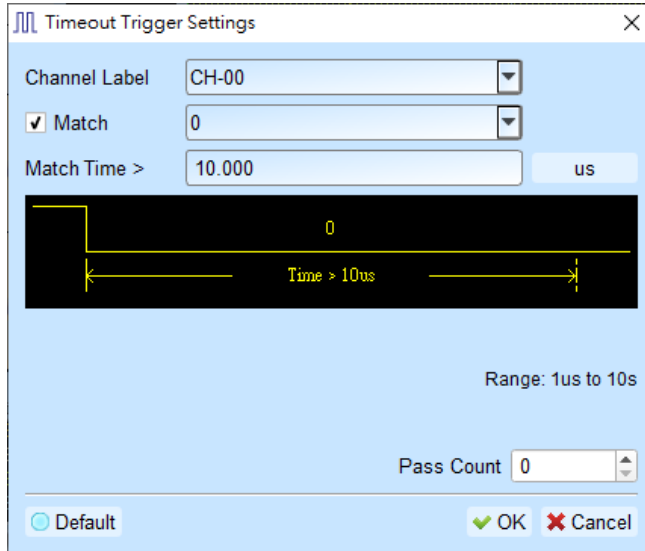 Timeout Trigger Settings
Channel Label CH-00
Match 0
Match Time > 10.000 us
0
Time > 10us
Range: 1us to 10s
Pass Count 0
Default OK Cancel